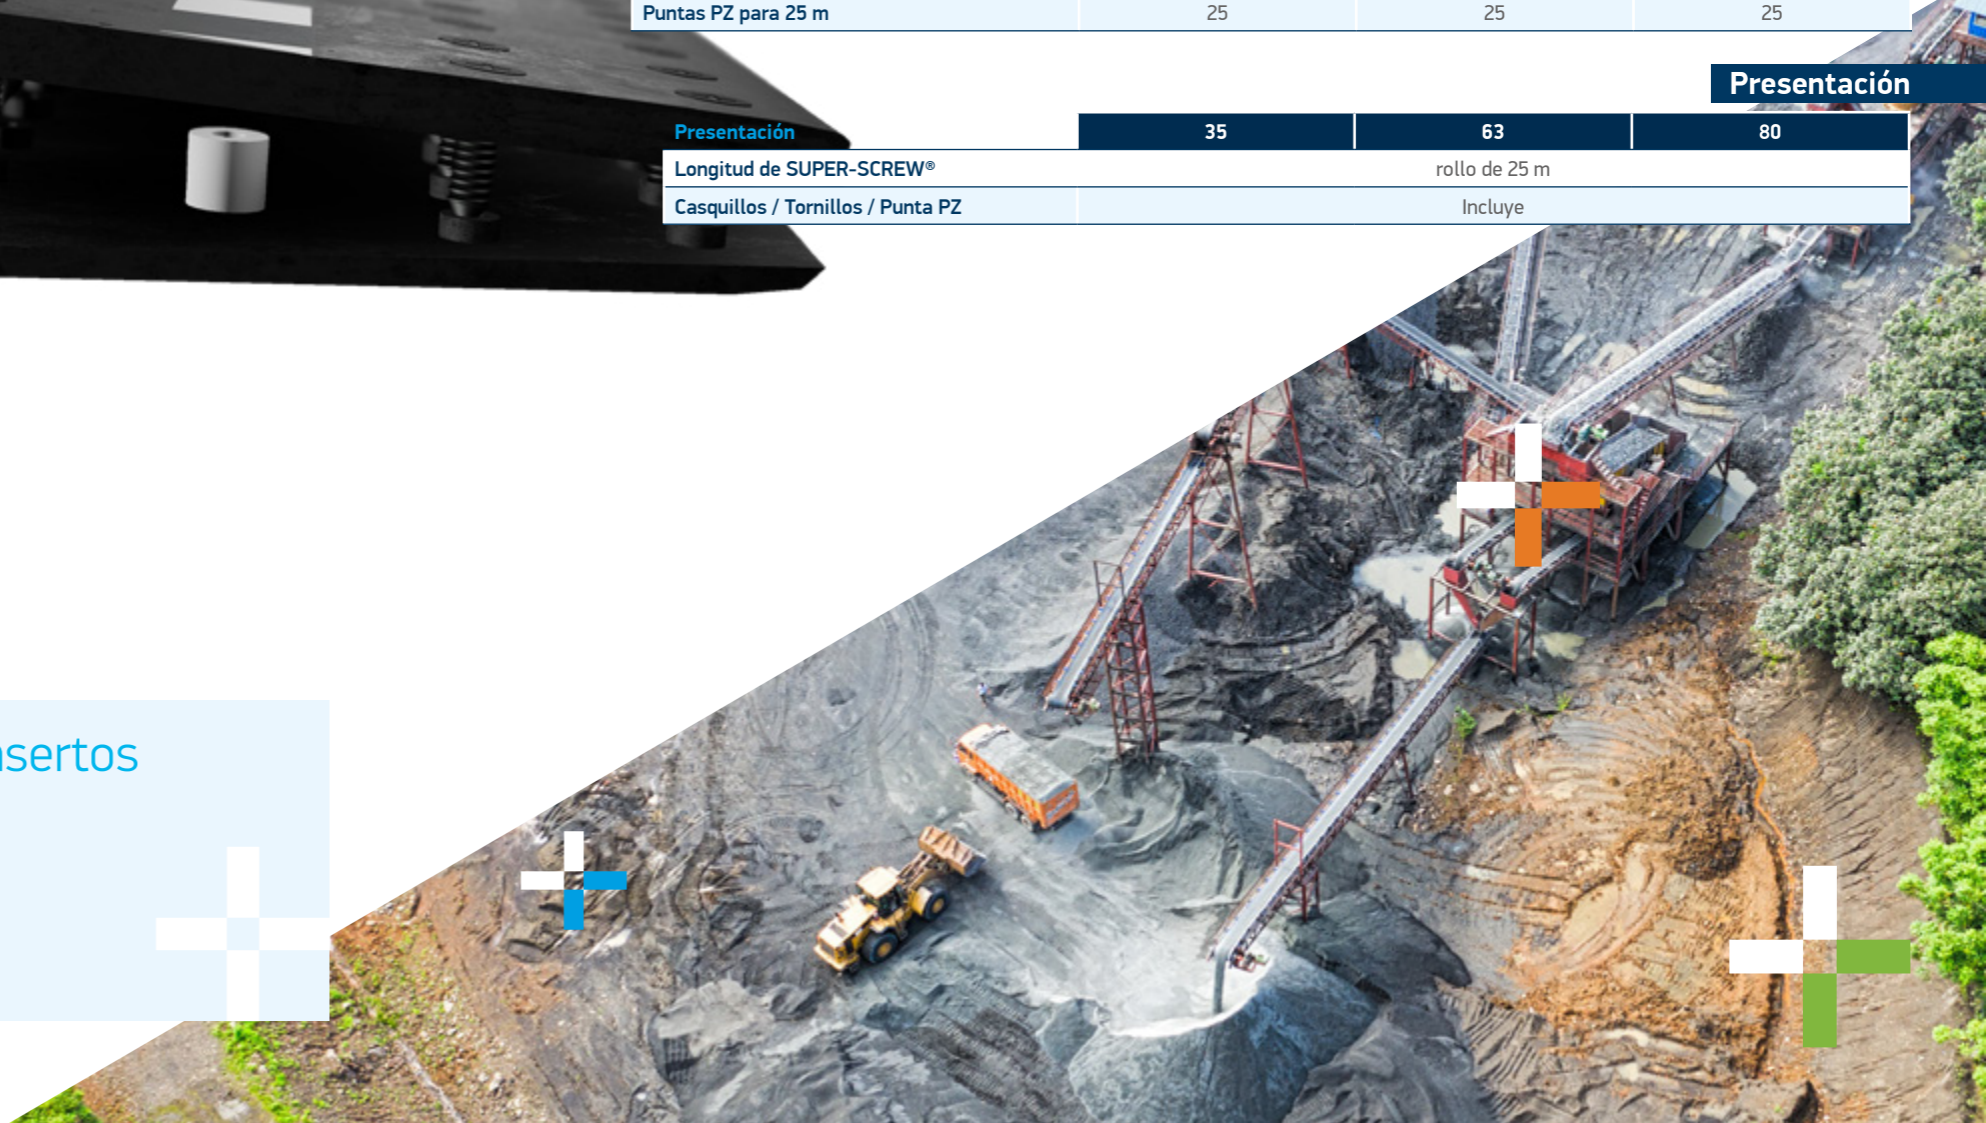 Puntas PZ para 25 m 25 25 25
Presentación
Presentación 35 63 80
Longitud de SUPER-SCREW® rollo de 25 m
Casquillos / Tornillos / Punta PZ Incluye